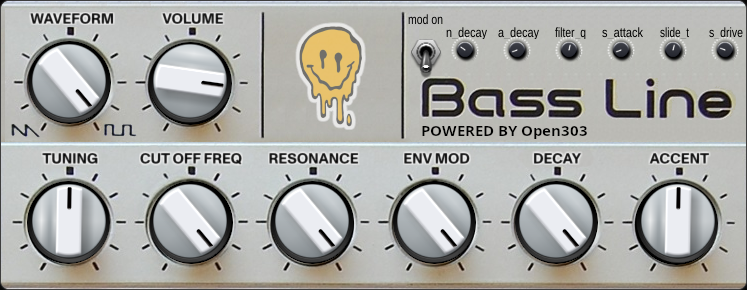 WAVEFORM
VOLUME
mod on
n_decay
a_decay
filter_q
s_attack
slide_t
s_drive
Bass Line
POWERED BY Open303
TUNING
CUT OFF FREQ
RESONANCE
ENV MOD
DECAY
ACCENT